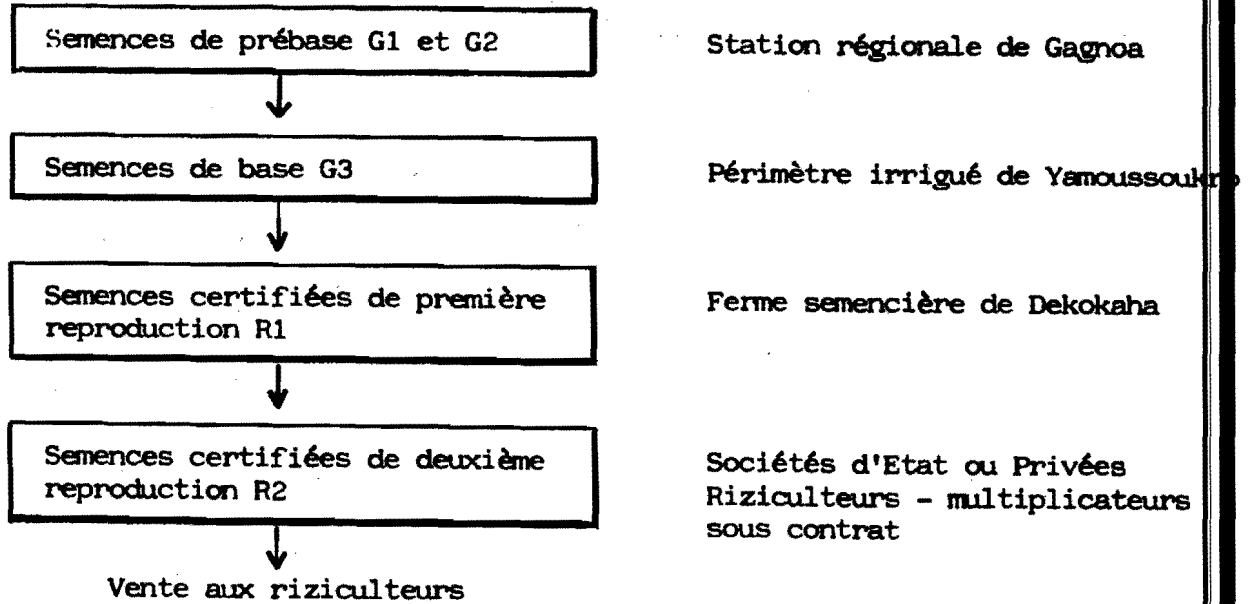 Semences de prébase G1 et G2
Station régionale de Gagnoa
Semences de base G3
Périmètre irrigué de Yamoussoukro
Semences certifiées de première
reproduction R1
Ferme semencière de Dekokaha
Semences certifiées de deuxième
reproduction R2
Sociétés d'Etat ou Privées
Riziculteurs - multiplicateurs
sous contrat
Vente aux riziculteurs